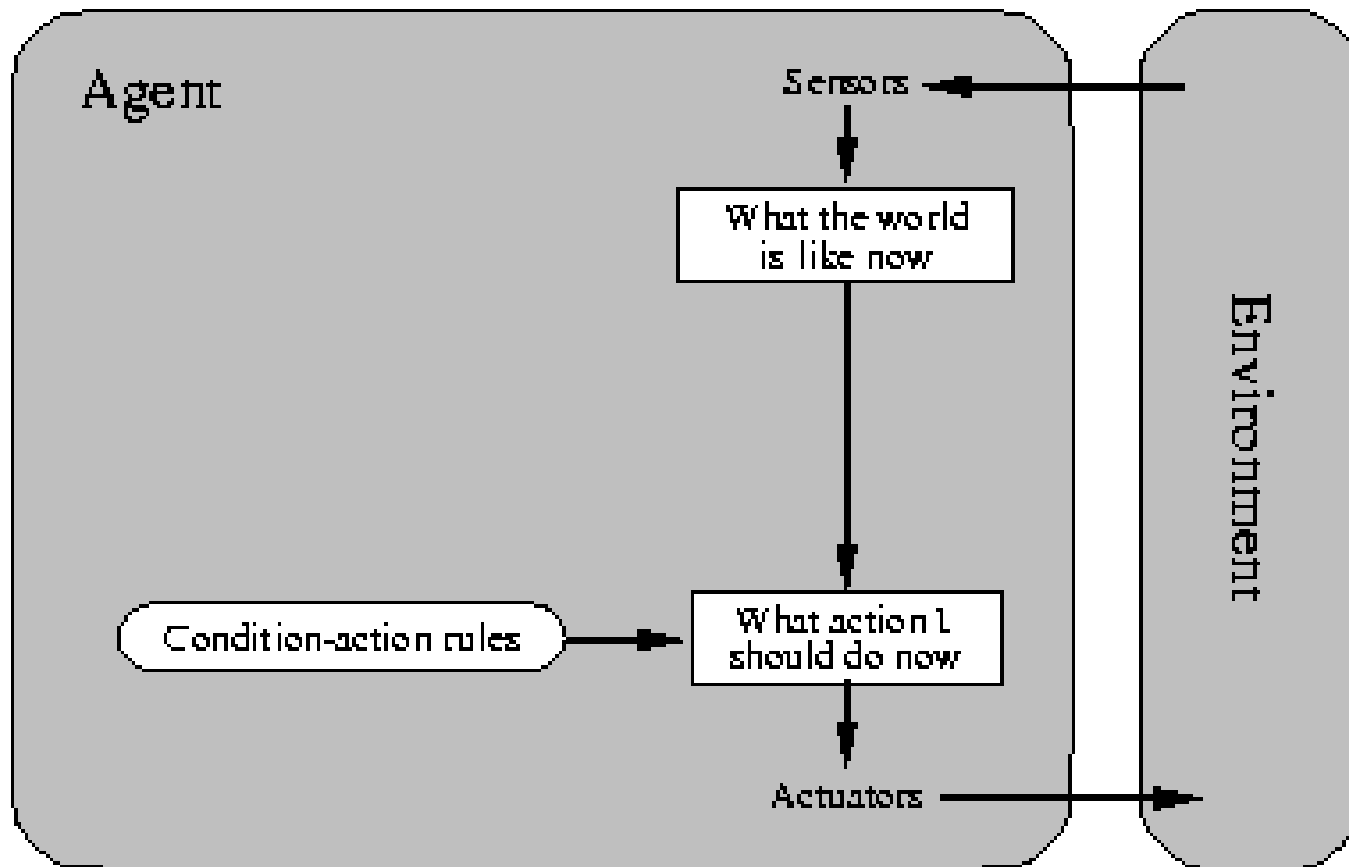 Agent
Sensors
What the world
is like now
Environment
Condition-action rules
What action I
should do now
Actuators